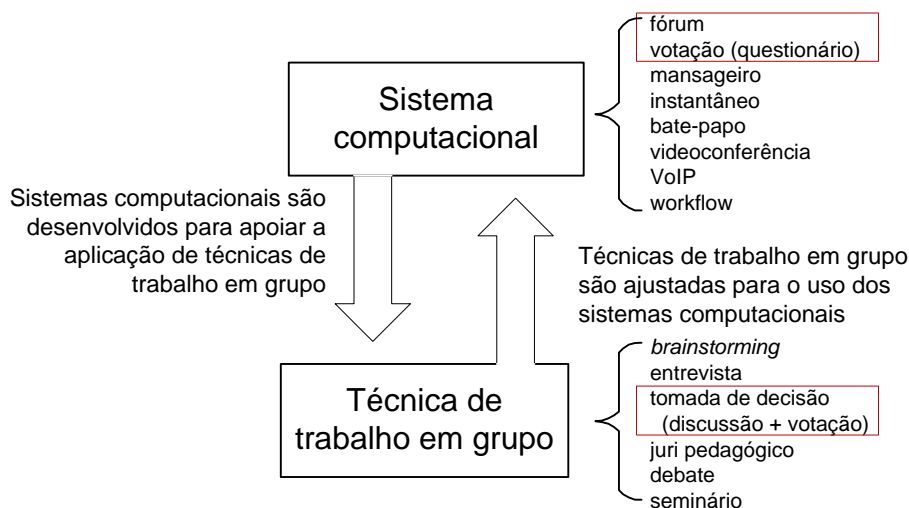 fórum
votação (questionário)
mansageiro
instantâneo
bate-papo
videoconferência
VoIP
workflow
Sistema
computacional
Sistemas computacionais são
desenvolvidos para apoiar a
aplicação de técnicas de
trabalho em grupo
Técnicas de trabalho em grupo
são ajustadas para o uso dos
sistemas computacionais
Técnica de
trabalho em grupo
brainstorming
entrevista
tomada de decisão
(discussão + votação)
juri pedagógico
debate
seminário